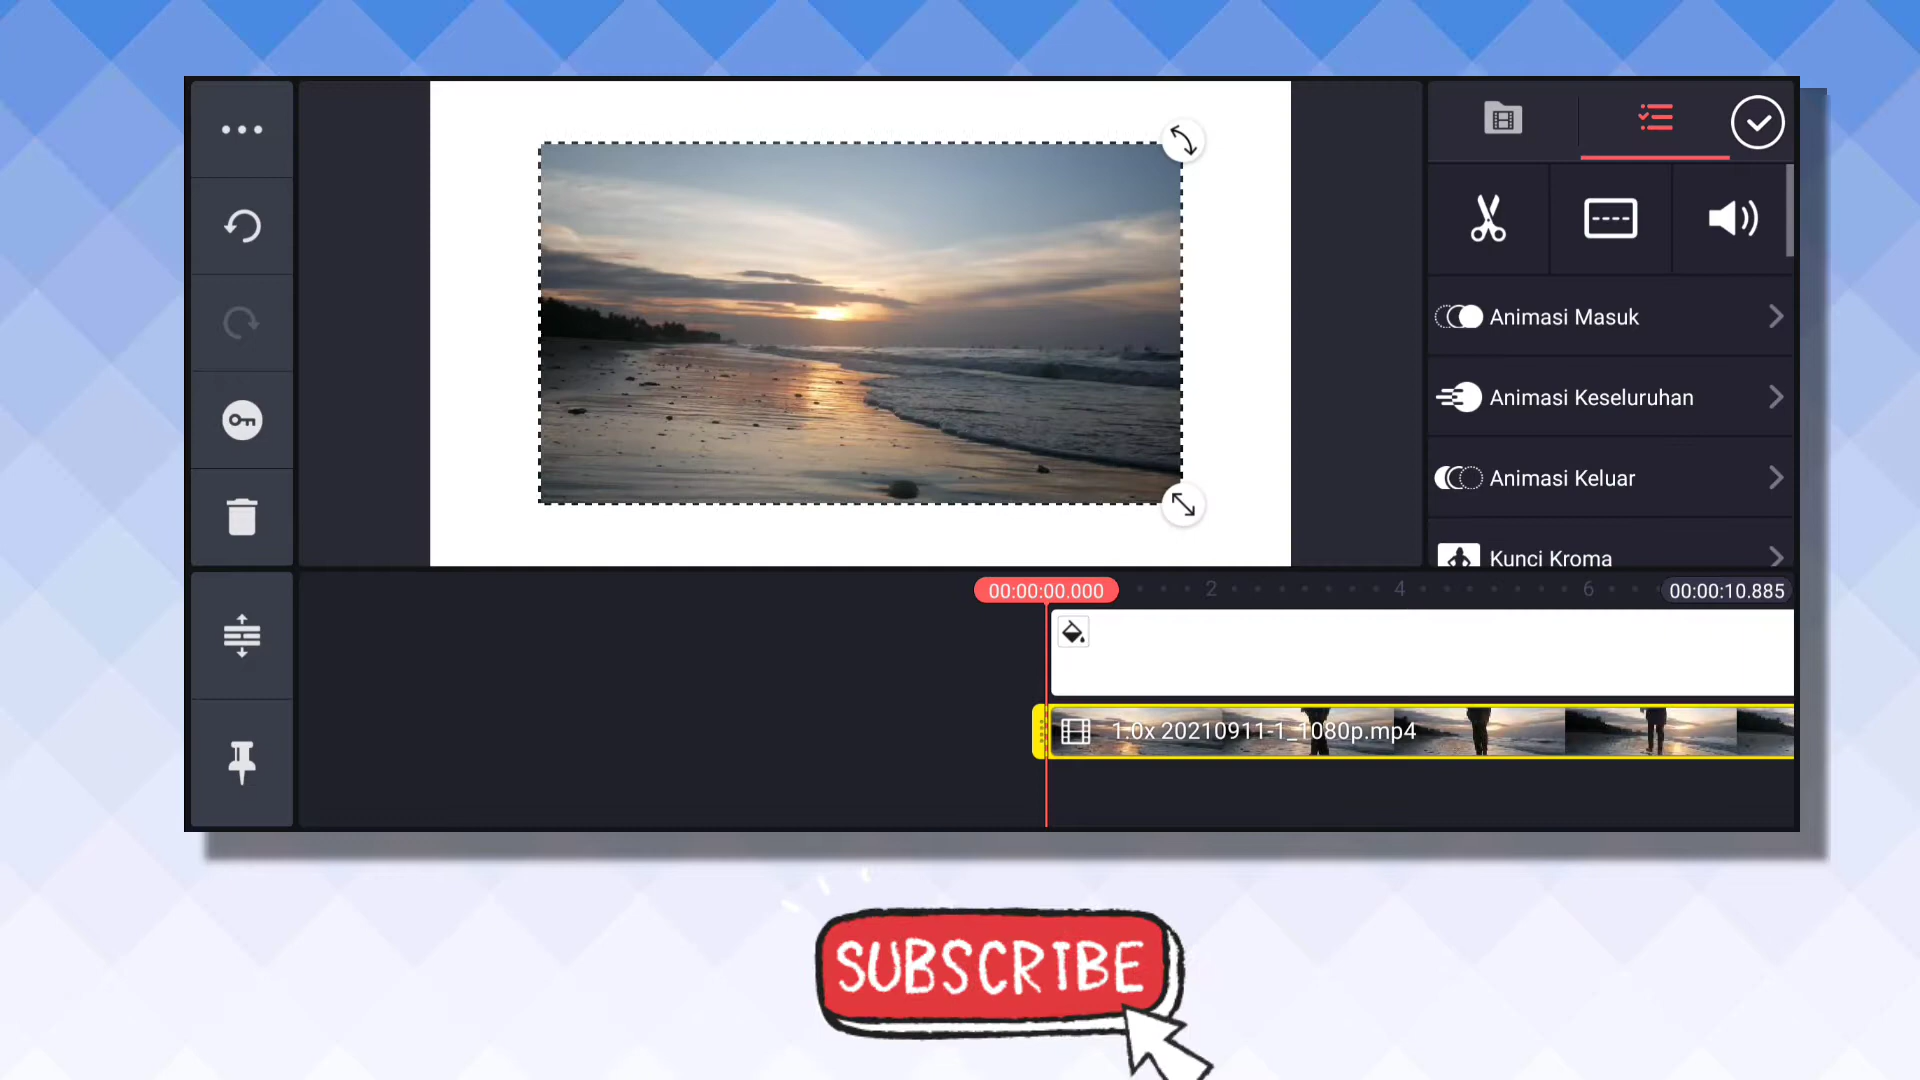 Animasi Masuk
Animasi Keseluruhan
Animasi Keluar
Kunci Kroma
00:00:00.000
2
4
6
00:00:10.885
1.0x 20210911-1_1080p.mp4
SUBSCRIBE